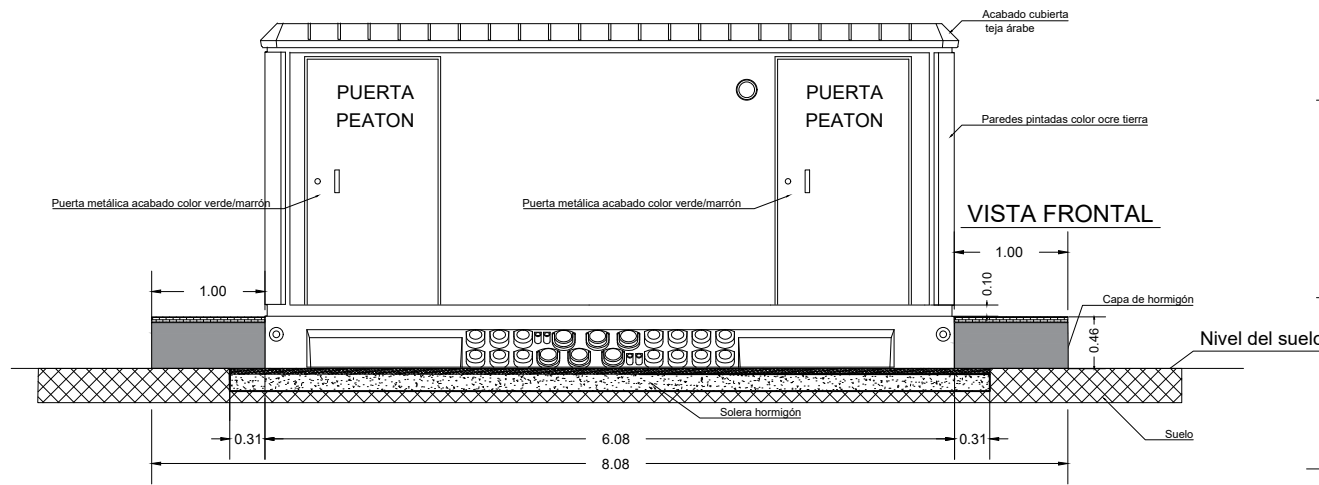 Acabado cubierta
teja árabe
PUERTA
PEATON
PUERTA
PEATON
Paredes pintadas color ocre tierra
Puerta metálica acabado color verde/marrón
Puerta metálica acabado color verde/marrón
VISTA FRONTAL
1.00
1.00
0.10
Capa de hormigón
0.46
Nivel del suelo
Solera hormigón
Suelo
0.31
6.08
0.31
8.08